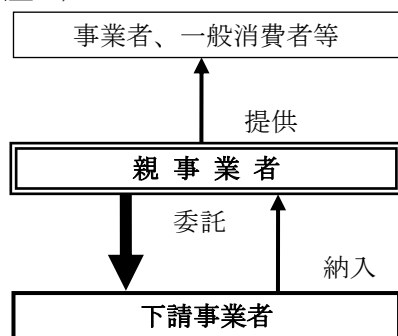 事業者、一般消費者等
提供
親事業者
委託
納入
下請事業者